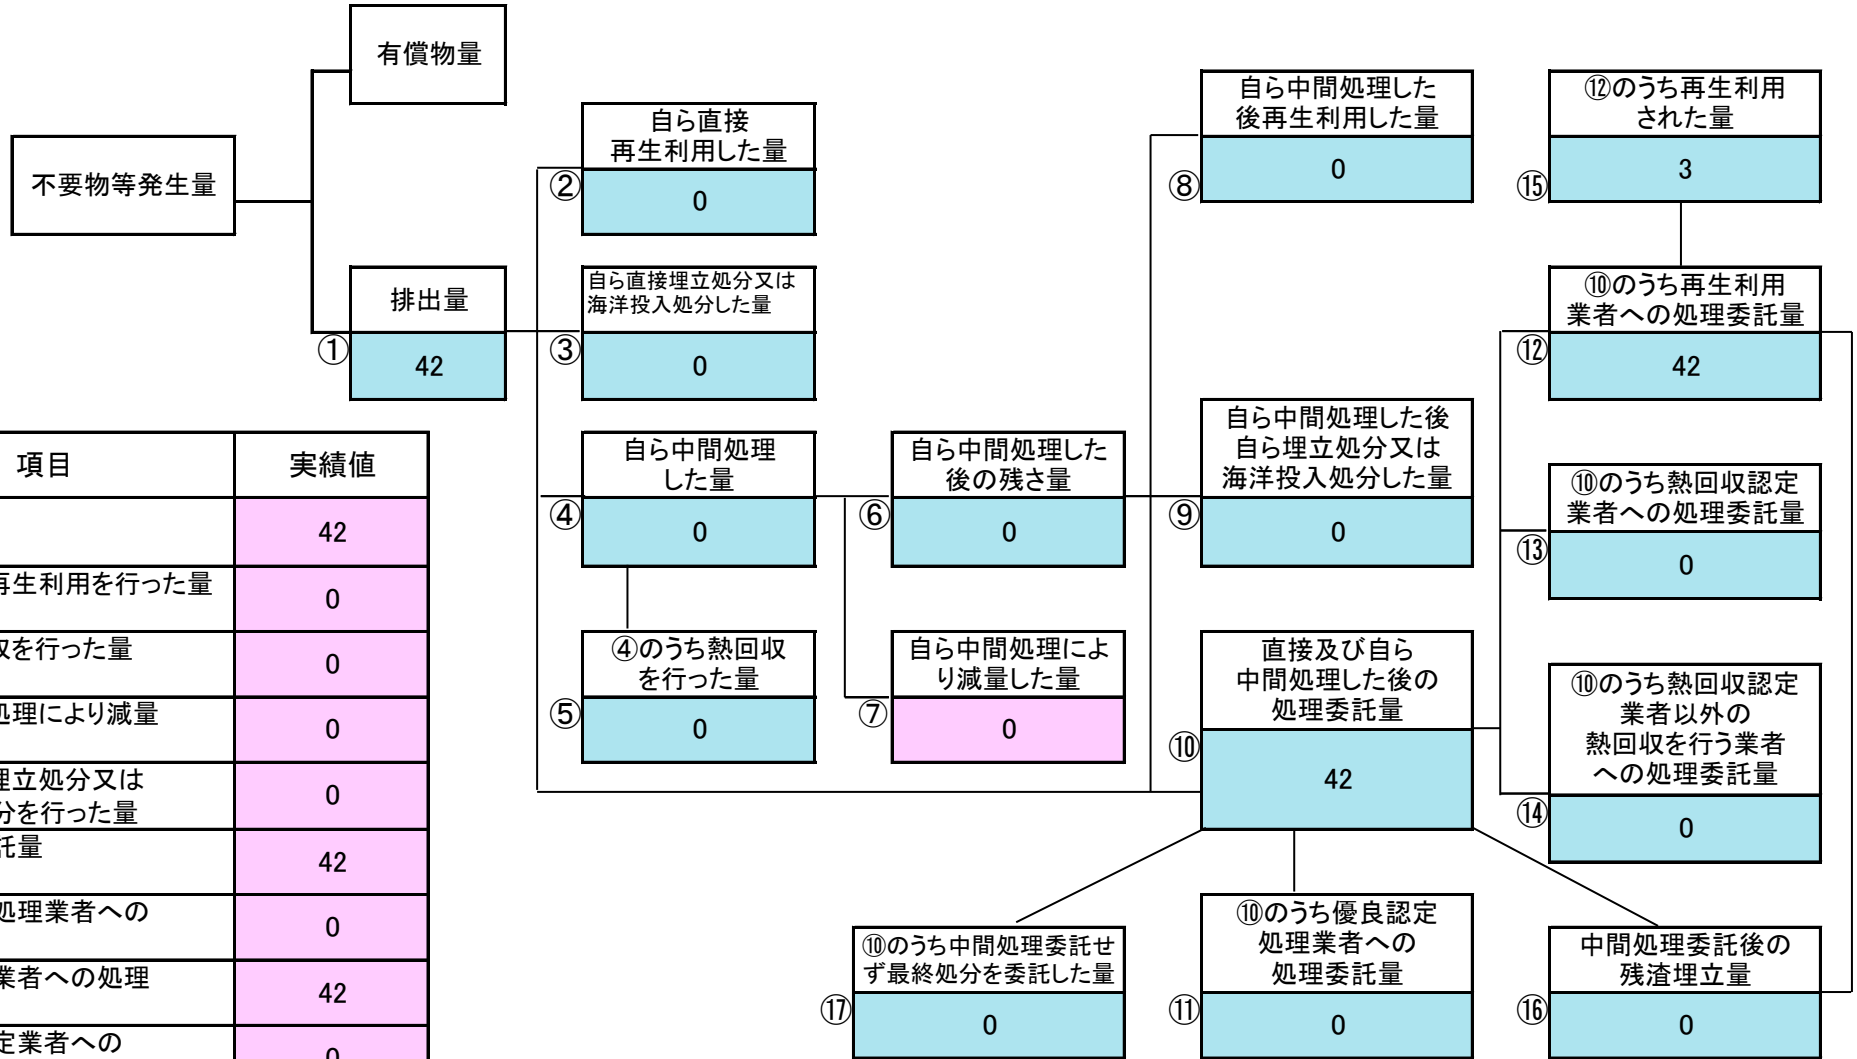 有償物量
不要物等発生量
排出量
①
42
自ら直接
再生利用した量
②
0
自ら直接埋立処分又は
海洋投入処分した量
③
0
自ら中間処理
した量
④
0
④のうち熱回収
を行った量
⑤
0
自ら中間処理した
後の残さ量
⑥
0
自ら中間処理によ
り減量した量
⑦
0
自ら中間処理した
後再生利用した量
⑧
0
自ら中間処理した後
自ら埋立処分又は
海洋投入処分した量
⑨
0
直接及び自ら
中間処理した後の
処理委託量
⑩
42
⑫のうち再生利用
された量
⑮
3
⑩のうち再生利用
業者への処理委託量
⑫
42
⑩のうち熱回収認定
業者への処理委託量
⑬
0
⑩のうち熱回収認定
業者以外の
熱回収を行う業者
への処理委託量
⑭
0
⑩のうち中間処理委託せ
ず最終処分を委託した量
⑰
0
⑩のうち優良認定
処理業者への
処理委託量
⑪
0
中間処理委託後の
残渣埋立量
⑯
0
項目 実績値
42
再生利用を行った量
0
収を行った量
0
処理により減量
0
埋立処分又は
分を行った量
0
託量
42
処理業者への
0
業者への処理
42
定業者への
0